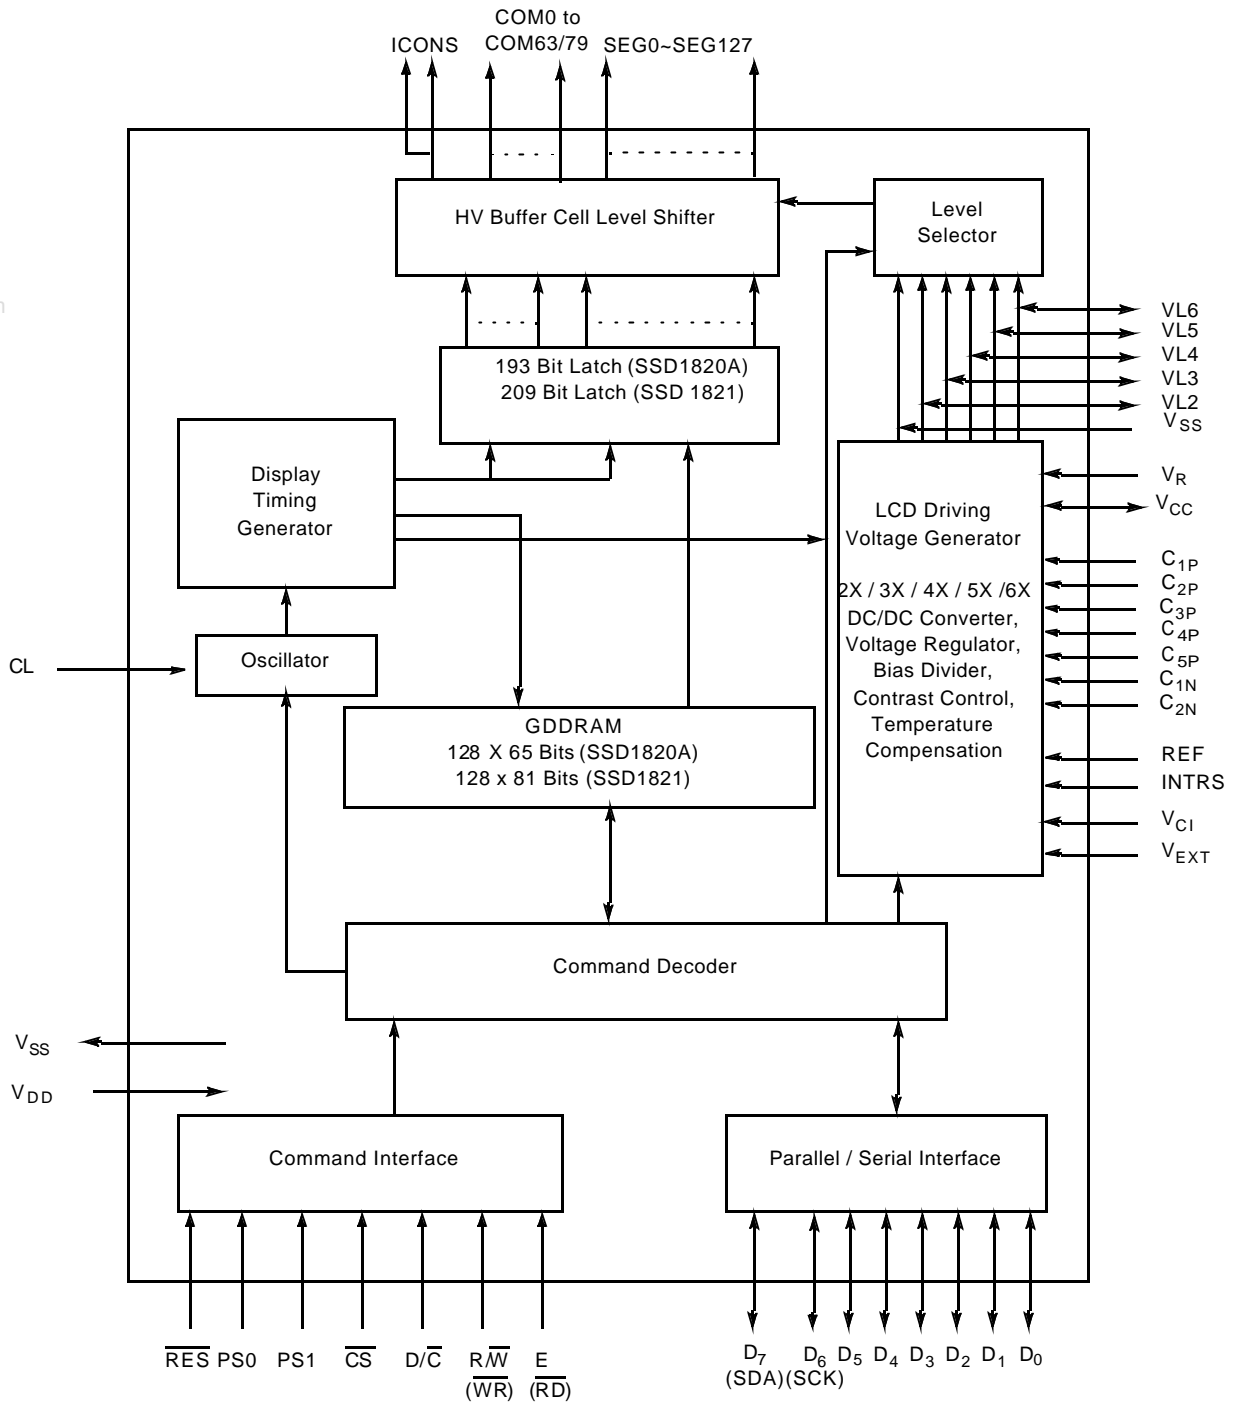 COM0 to
ICONS COM63/79 SEG0~SEG127
HV Buffer Cell Level Shifter
Level
Selector
VL6
VL5
VL4
VL3
VL2
VSS
193 Bit Latch (SSD1820A)
209 Bit Latch (SSD 1821)
Display
Timing
Generator
VR
VCC
LCD Driving
Voltage Generator
2X / 3X / 4X / 5X /6X
DC/DC Converter,
Voltage Regulator,
Bias Divider,
Contrast Control,
Temperature
Compensation
C1P
C2P
C3P
C4P
C5P
C1N
C2N
REF
INTRS
VCI
VEXT
CL
Oscillator
GDDRAM
128 X 65 Bits (SSD1820A)
128 x 81 Bits (SSD1821)
Command Decoder
VSS
VDD
Command Interface
Parallel / Serial Interface
RES PS0 PS1 CS D/C R/W E
(WR) (RD)
D7 D6 D5 D4 D3 D2 D1 D0
(SDA)(SCK)